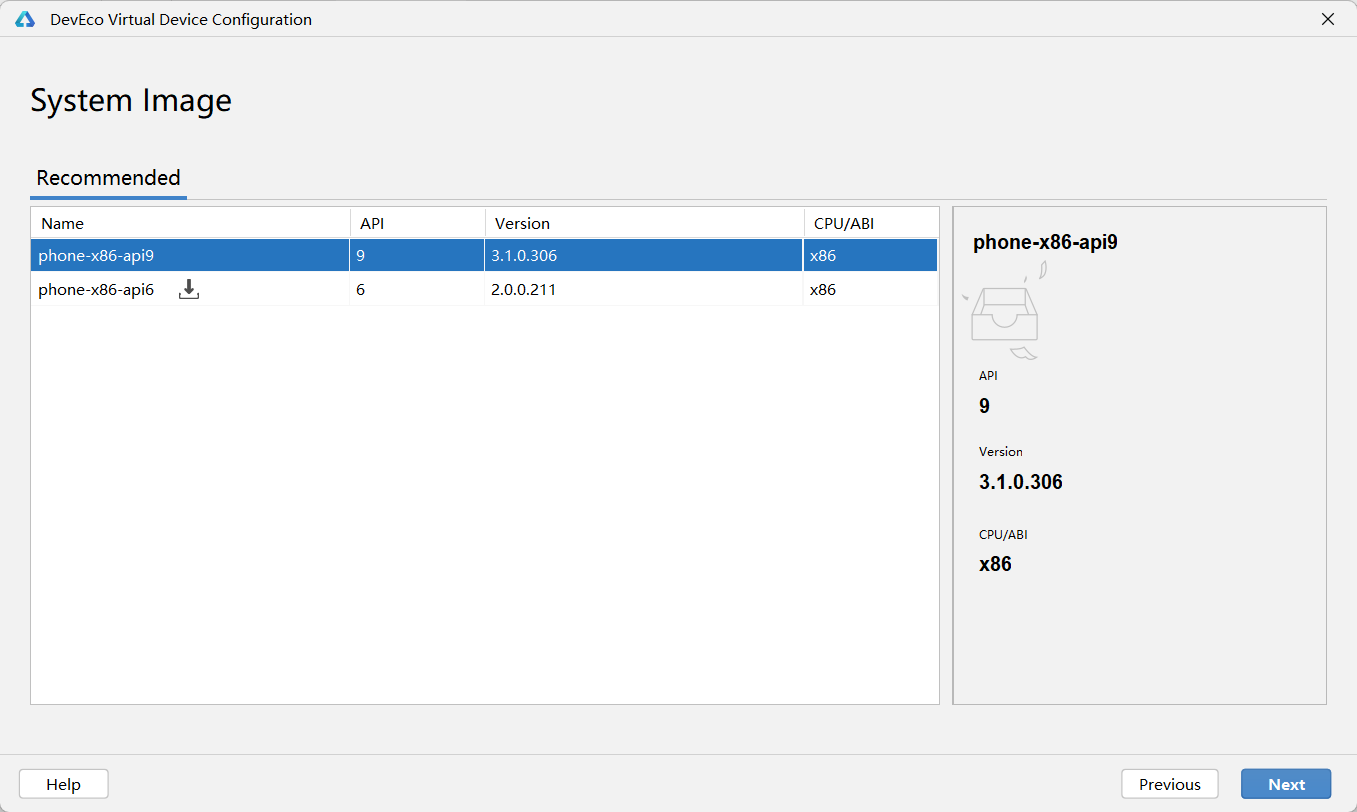 DevEco Virtual Device Configuration
System Image
Recommended
Name API Version CPU/ABI
phone-x86-api9 9 3.1.0.306 x86
phone-x86-api6 6 2.0.0.211 x86
phone-x86-api9
API
9
Version
3.1.0.306
CPU/ABI
x86
Help Previous Next